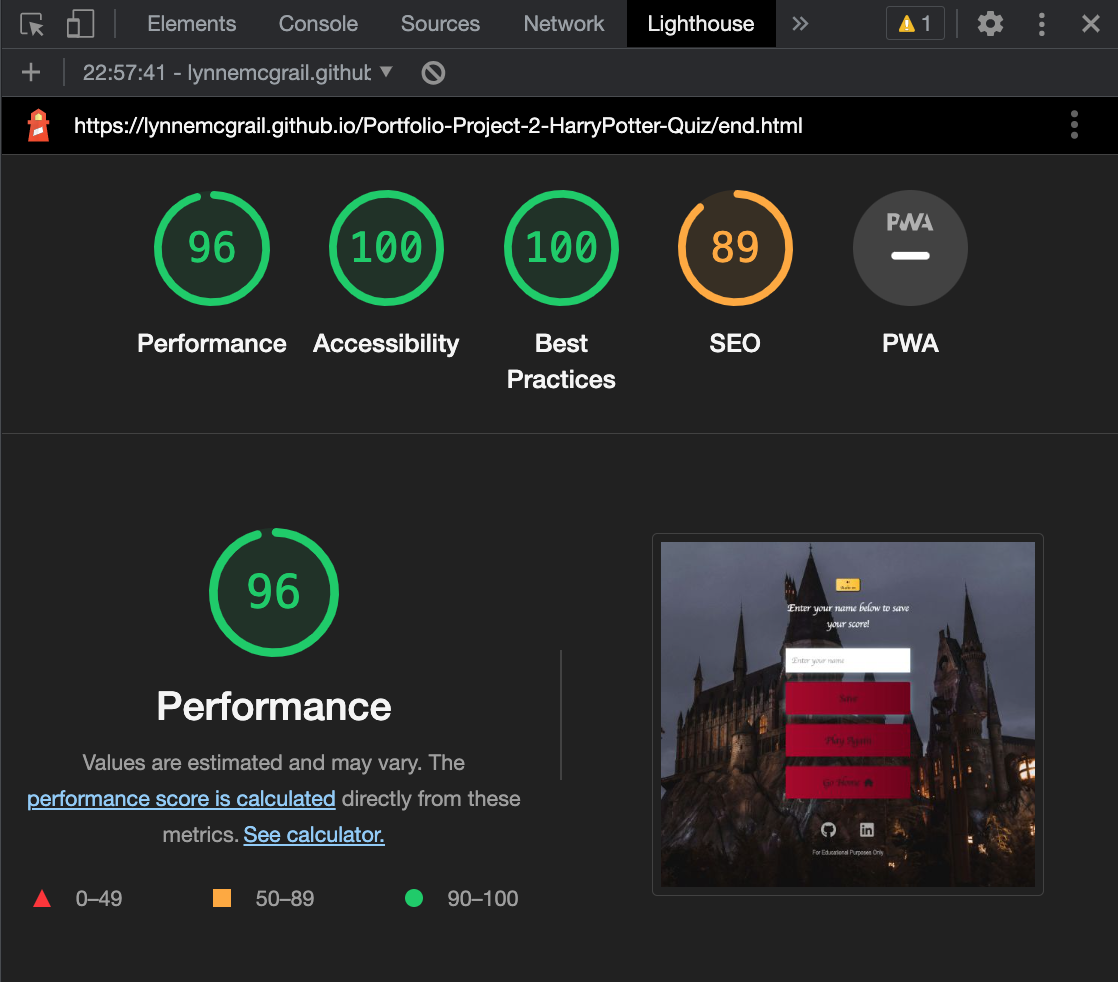 Elements Console Sources Network Lighthouse 1
22:57:41 - lynnemcgrail.github
https://lynnemcgrail.github.io/Portfolio-Project-2-HarryPotter-Quiz/end.html
96 100 100 89 PWA
Performance Accessibility Best Practices SEO PWA
96
Performance
Values are estimated and may vary. The
performance score is calculated directly from these
metrics. See calculator.
0–49 50–89 90–100
Enter your name below to save
your score!
Enter your name
Save
Play Again
Go Home
For Educational Purposes Only